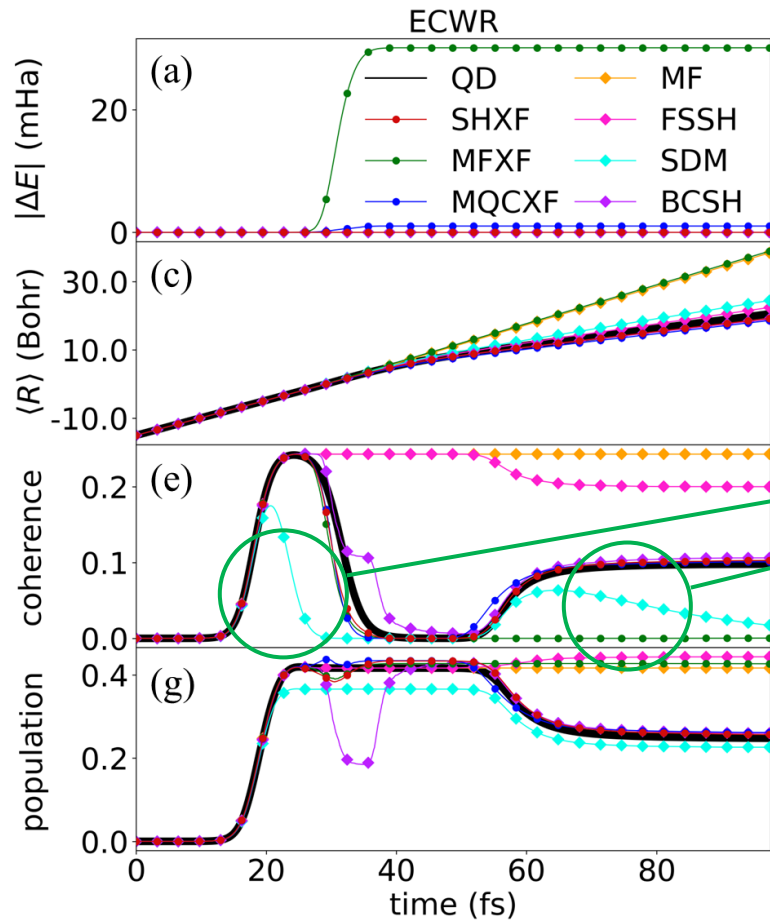 ECWR
(a)
|ΔE| (mHa)
20
0
QD
SHXF
MFXF
MQCXF
MF
FSSH
SDM
BCSH
(c)
⟨R⟩ (Bohr)
30.0
10.0
-10.0
(e)
coherence
0.2
0.1
0.0
(g)
population
0.4
0.2
0.0
0 20 40 60 80
time (fs)